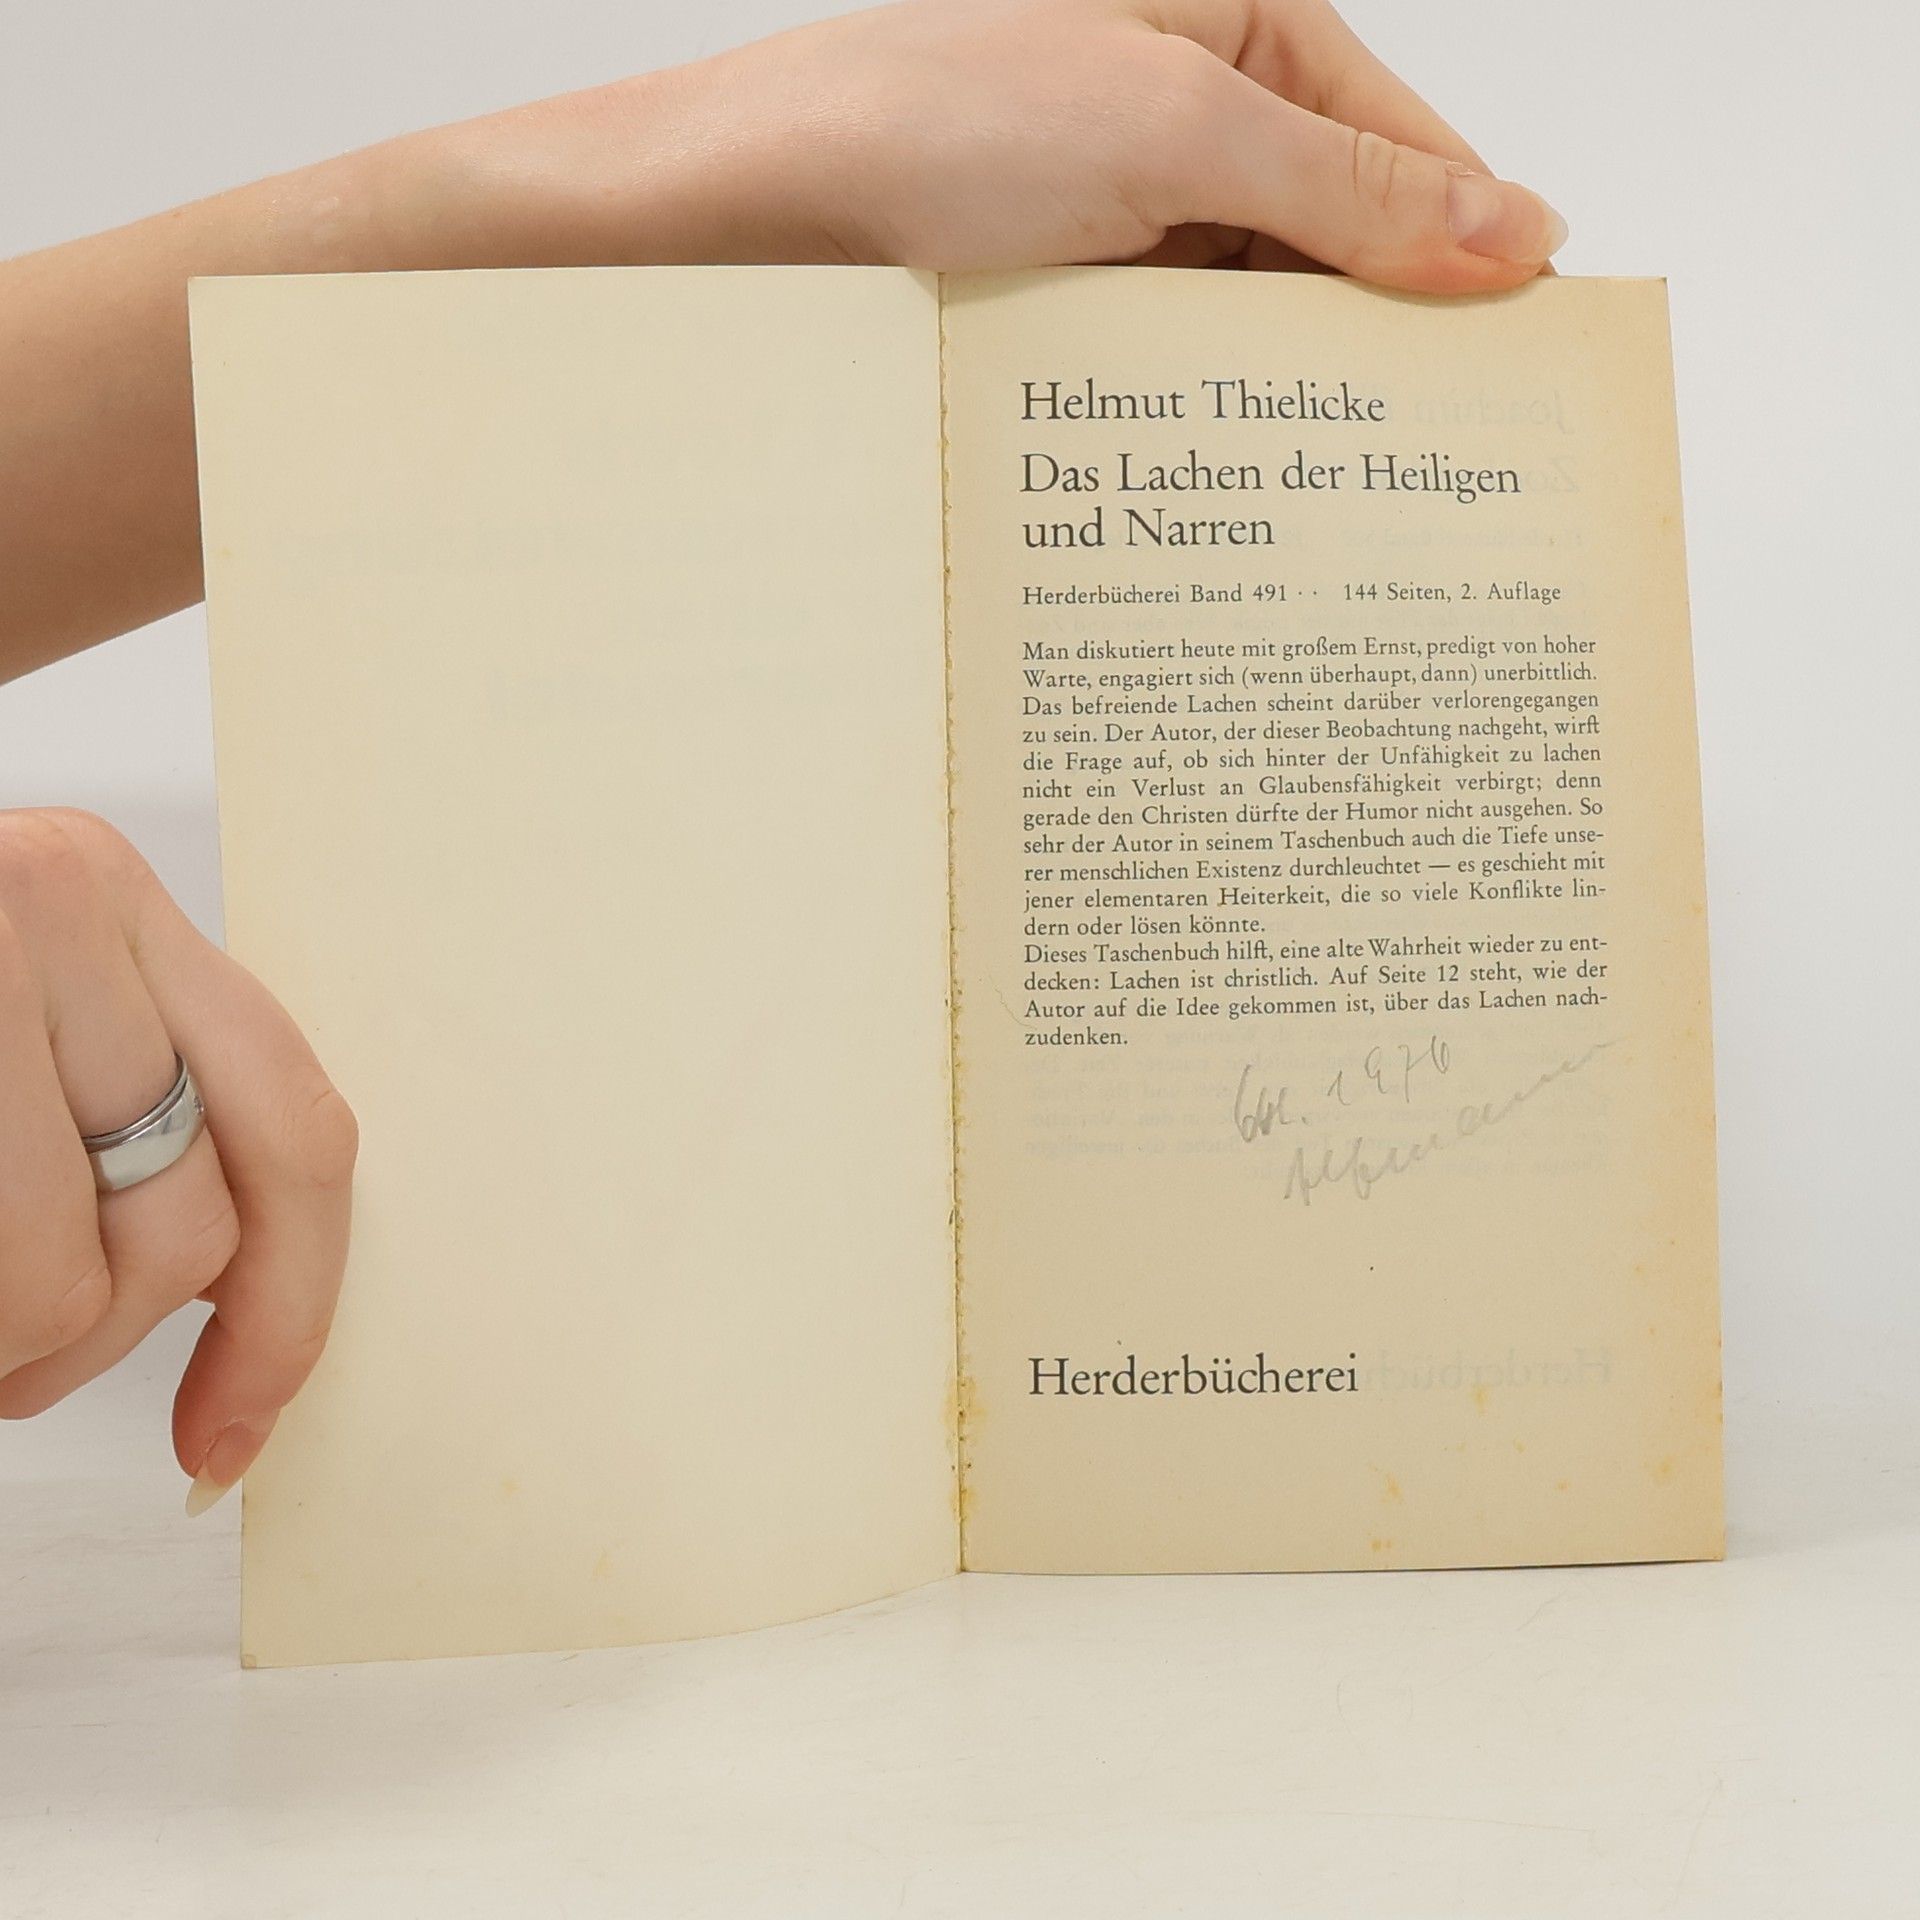 Helmut Thielicke
Das Lachen der Heiligen
und Narren
Herderbücherei Band 491 · · 144 Seiten, 2. Auflage
Man diskutiert heute mit großem Ernst, predigt von hoher
Warte, engagiert sich (wenn überhaupt, dann) unerbittlich.
Das befreiende Lachen scheint darüber verlorengegangen
zu sein. Der Autor, der dieser Beobachtung nachgeht, wirft
die Frage auf, ob sich hinter der Unfähigkeit zu lachen
nicht ein Verlust an Glaubensfähigkeit verbirgt; denn
gerade den Christen dürfte der Humor nicht ausgehen. So
sehr der Autor in seinem Taschenbuch auch die Tiefe unse-
rer menschlichen Existenz durchleuchtet — es geschieht mit
jener elementaren Heiterkeit, die so viele Konflikte lin-
dern oder lösen könnte.
Dieses Taschenbuch hilft, eine alte Wahrheit wieder zu ent-
decken: Lachen ist christlich. Auf Seite 12 steht, wie der
Autor auf die Idee gekommen ist, über das Lachen nach-
zudenken.
1976
Herderbücherei